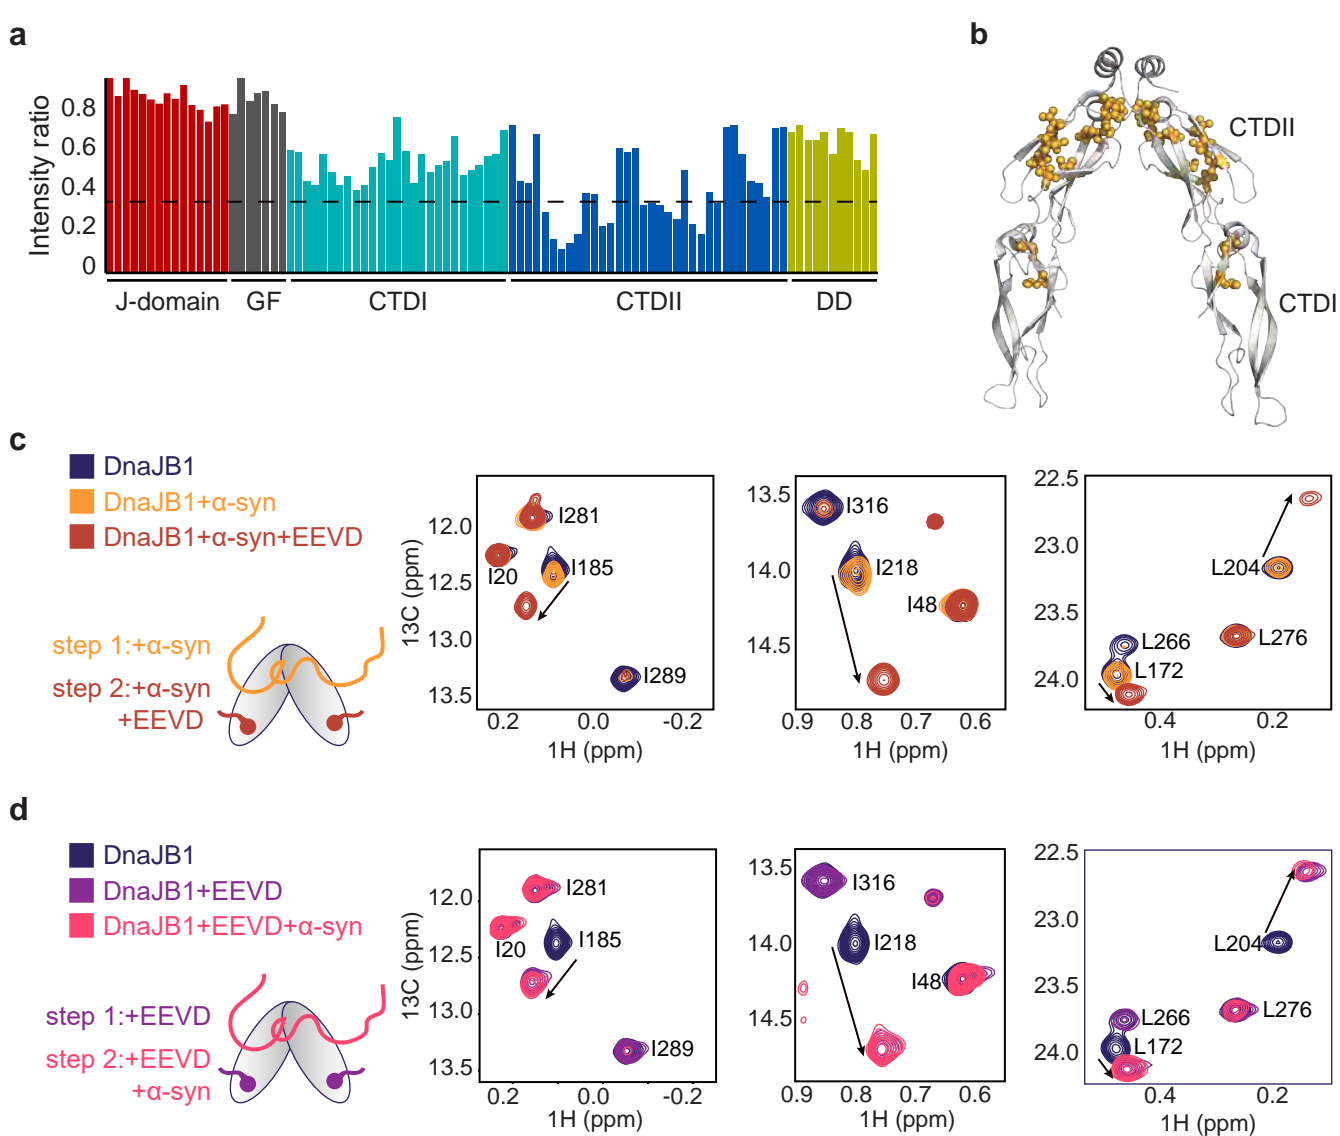 a
Intensity ratio
0.8
0.6
0.4
0.2
0
J-domain GF CTDI CTDII DD
b
CTDII
CTDI
c
DnaJB1
DnaJB1+α-syn
DnaJB1+α-syn+EEVD
step 1:+α-syn
step 2:+α-syn
+EEVD
13C (ppm)
12.0
12.5
13.0
13.5
I281
I20
I185
I289
0.2 0.0 -0.2
1H (ppm)
13.5
14.0
14.5
I316
I218
I48
0.9 0.8 0.7 0.6
1H (ppm)
22.5
23.0
23.5
24.0
L204
L266
L276
L172
0.4 0.2
1H (ppm)
d
DnaJB1
DnaJB1+EEVD
DnaJB1+EEVD+α-syn
step 1:+EEVD
step 2:+EEVD
+α-syn
13C (ppm)
12.0
12.5
13.0
13.5
I281
I20
I185
I289
0.2 0.0 -0.2
1H (ppm)
13.5
14.0
14.5
I316
I218
I48
0.9 0.8 0.7 0.6
1H (ppm)
22.5
23.0
23.5
24.0
L204
L266
L276
L172
0.4 0.2
1H (ppm)